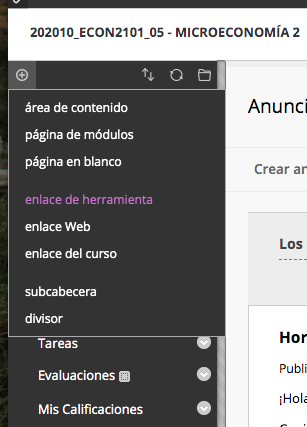 202010_ECON2101_05 - MICROECONOMÍA 2
Anunci
área de contenido
página de módulos
página en blanco
Crear an
enlace de herramienta
enlace Web
Los
enlace del curso
subcabecera
divisor
Hor
Tareas
Publi
Evaluaciones
¡Hola
Mis Calificaciones